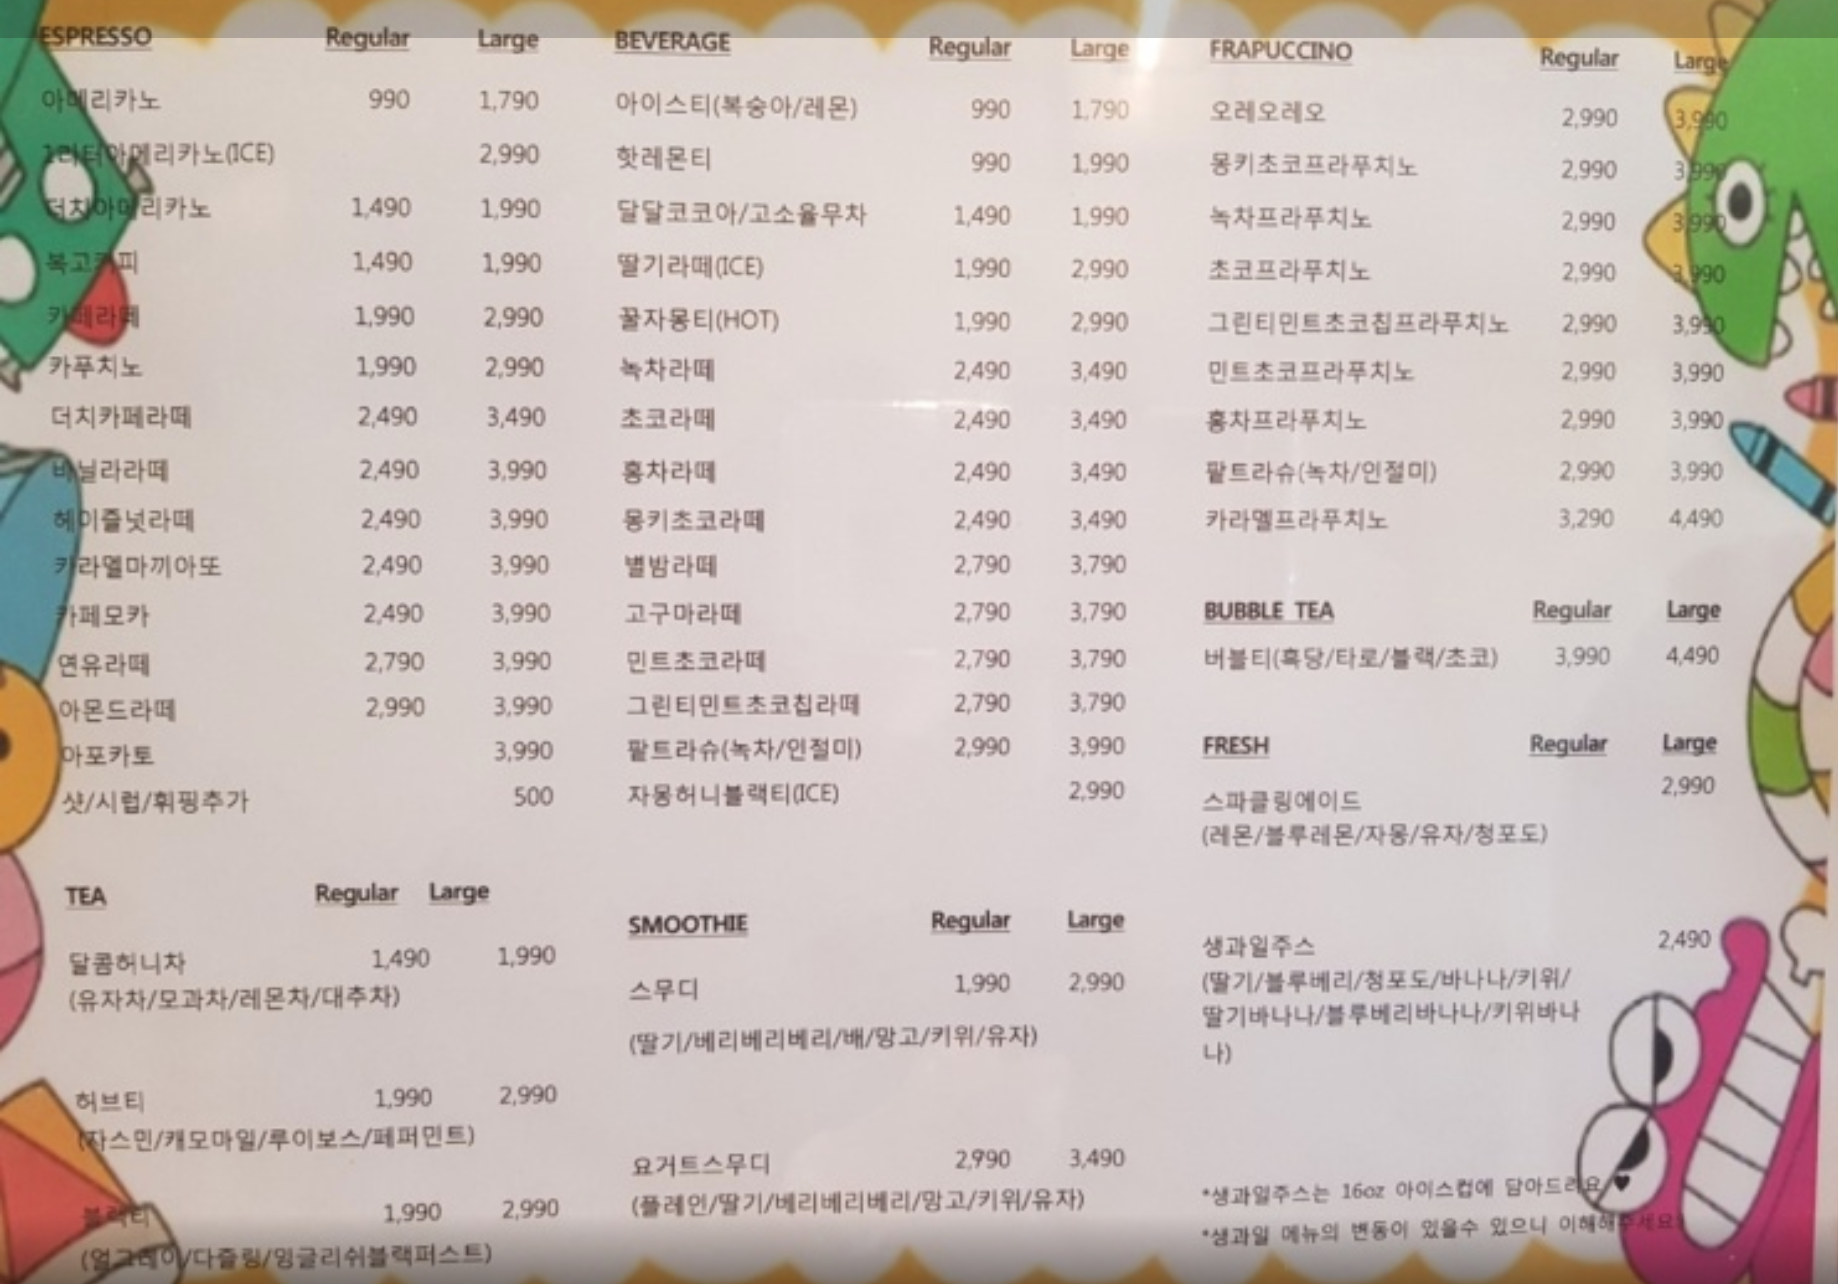 ESPRESSO Regular Large
아메리카노 990 1,790
1리터아메리카노(ICE) 2,990
더치아메리카노 1,490 1,990
복고커피 1,490 1,990
카페라떼 1,990 2,990
카푸치노 1,990 2,990
더치카페라떼 2,490 3,490
바닐라라떼 2,490 3,990
헤이즐넛라떼 2,490 3,990
카라멜마끼아또 2,490 3,990
카페모카 2,490 3,990
연유라떼 2,790 3,990
아몬드라떼 2,990 3,990
아포카토 3,990
샷/시럽/휘핑추가 500
TEA Regular Large
달콤허니차 1,490 1,990
(유자차/모과차/레몬차/대추차)
허브티 1,990 2,990
(자스민/캐모마일/루이보스/페퍼민트)
블랙티 1,990 2,990
(얼그레이/다즐링/잉글리쉬블랙퍼스트)
BEVERAGE Regular Large
아이스티(복숭아/레몬) 990 1,790
핫레몬티 990 1,990
달달코코아/고소율무차 1,490 1,990
딸기라떼(ICE) 1,990 2,990
꿀자몽티(HOT) 1,990 2,990
녹차라떼 2,490 3,490
초코라떼 2,490 3,490
홍차라떼 2,490 3,490
몽키초코라떼 2,490 3,490
별밤라떼 2,790 3,790
고구마라떼 2,790 3,790
민트초코라떼 2,790 3,790
그린티민트초코칩라떼 2,790 3,790
팥트라슈(녹차/인절미) 2,990 3,990
자몽허니블랙티(ICE) 2,990
SMOOTHIE Regular Large
스무디 1,990 2,990
(딸기/베리베리베리/배/망고/키위/유자)
요거트스무디 2,990 3,490
(플레인/딸기/베리베리베리/망고/키위/유자)
FRAPUCCINO Regular Large
오레오레오 2,990 3,990
몽키초코프라푸치노 2,990 3,990
녹차프라푸치노 2,990 3,990
초코프라푸치노 2,990 3,990
그린티민트초코칩프라푸치노 2,990 3,990
민트초코프라푸치노 2,990 3,990
홍차프라푸치노 2,990 3,990
팥트라슈(녹차/인절미) 2,990 3,990
카라멜프라푸치노 3,290 4,490
BUBBLE TEA Regular Large
버블티(흑당/타로/블랙/초코) 3,990 4,490
FRESH Regular Large
스파클링에이드 2,990
(레몬/블루레몬/자몽/유자/청포도)
생과일주스 2,490
(딸기/블루베리/청포도/바나나/키위/
딸기바나나/블루베리바나나/키위바나
나)
*생과일주스는 16oz 아이스컵에 담아드려요 ♥
*생과일 메뉴의 변동이 있을수 있으니 이해해주세요!